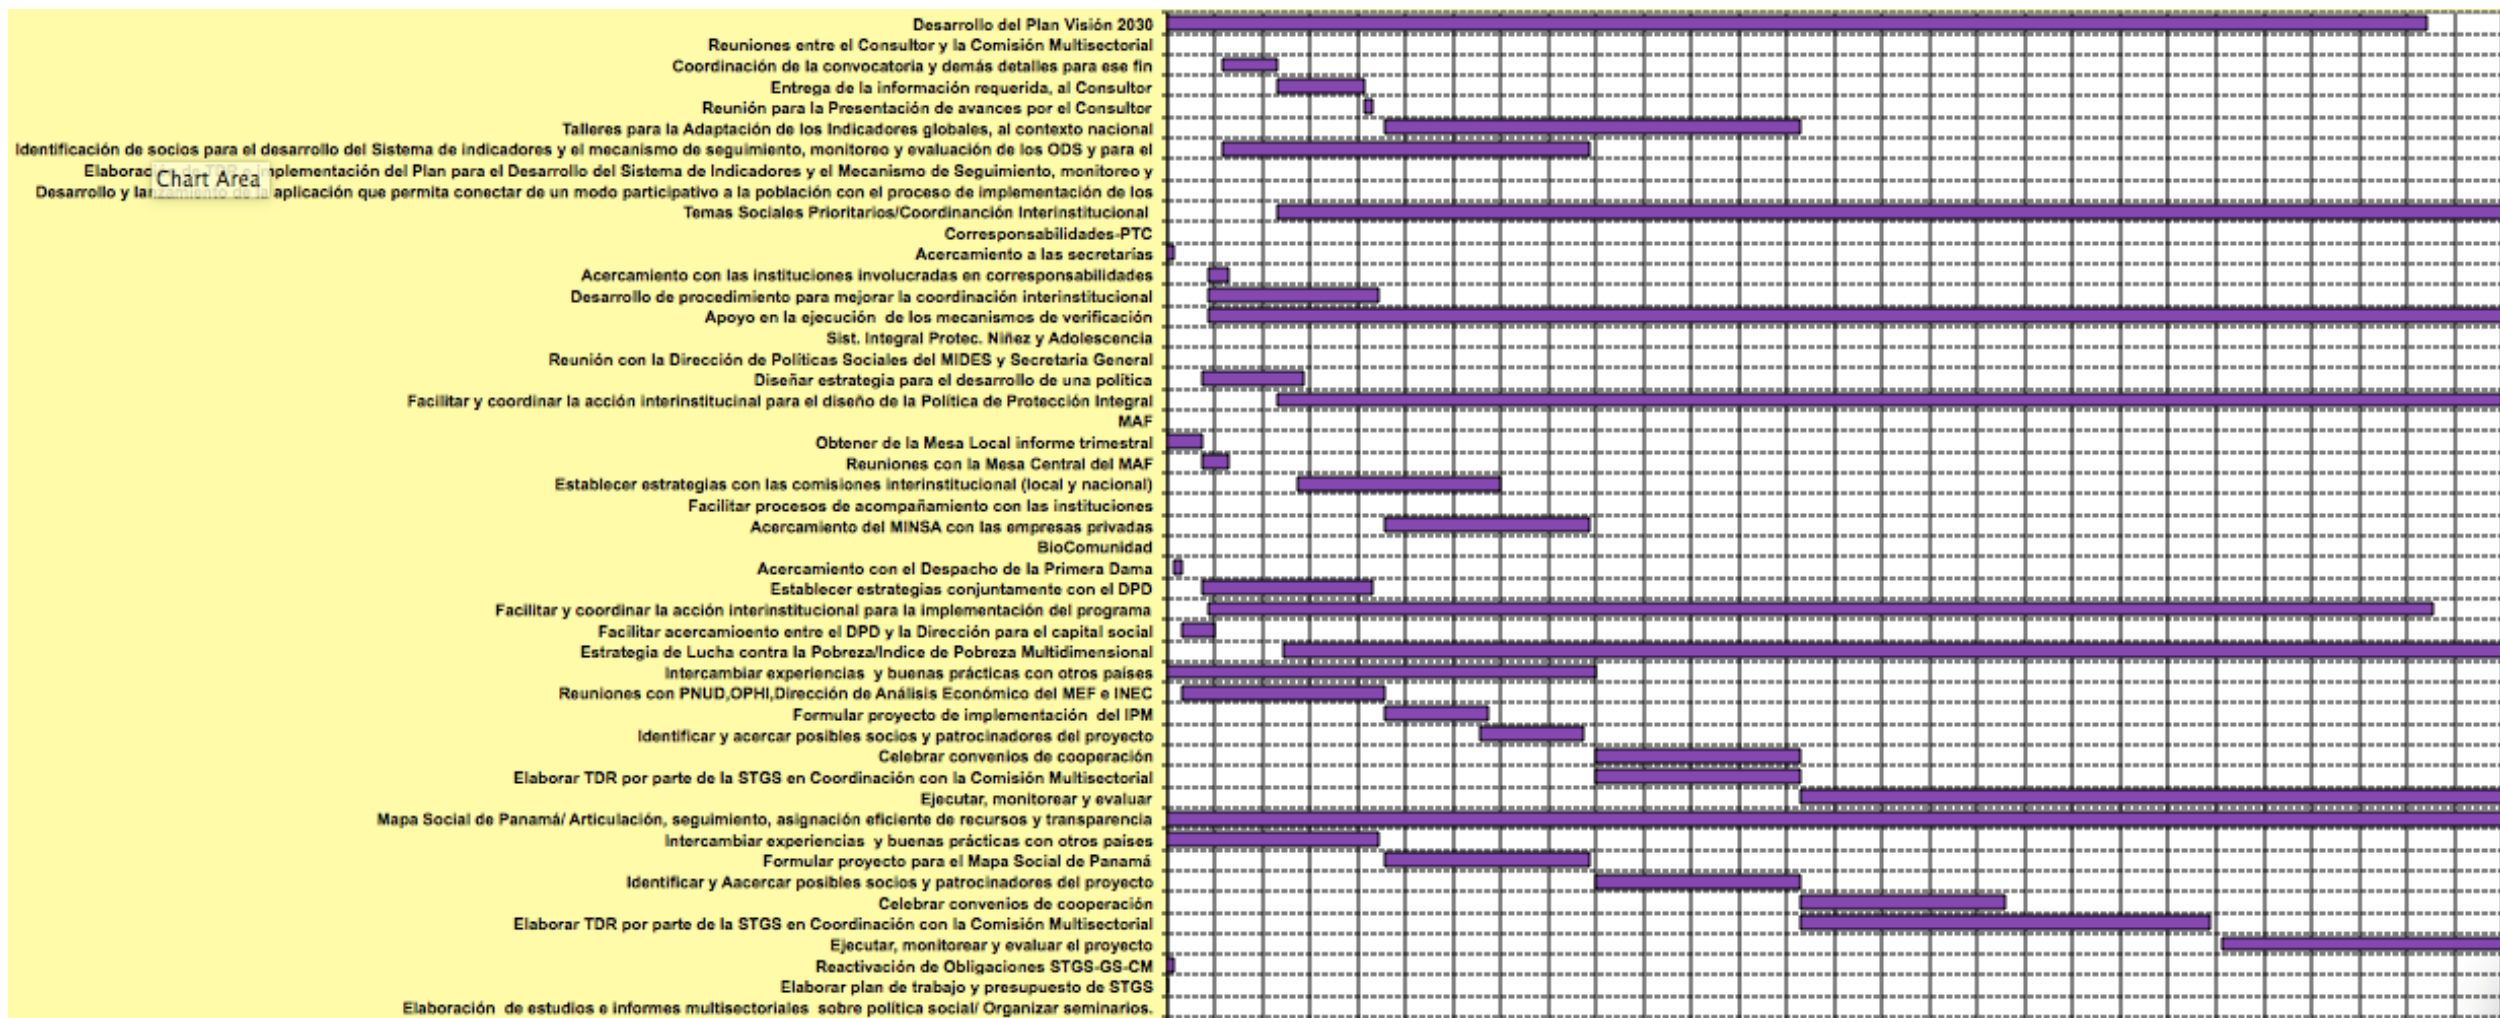 Desarrollo del Plan Visión 2030
Reuniones entre el Consultor y la Comisión Multisectorial
Coordinación de la convocatoria y demás detalles para ese fin
Entrega de la información requerida, al Consultor
Reunión para la Presentación de avances por el Consultor
Talleres para la Adaptación de los Indicadores globales, al contexto nacional
Identificación de socios para el desarrollo del Sistema de indicadores y el mecanismo de seguimiento, monitoreo y evaluación de los ODS y para el
implementación del Plan para el Desarrollo del Sistema de Indicadores y el Mecanismo de Seguimiento, monitoreo y
Chart Area
Desarrollo y lanzamiento de la aplicación que permita conectar de un modo participativo a la población con el proceso de implementación de los
Temas Sociales Prioritarios/Coordinanción Interinstitucional
Corresponsabilidades-PTC
Acercamiento a las secretarías
Acercamiento con las instituciones involucradas en corresponsabilidades
Desarrollo de procedimiento para mejorar la coordinación interinstitucional
Apoyo en la ejecución de los mecanismos de verificación
Sist. Integral Protec. Niñez y Adolescencia
Reunión con la Dirección de Políticas Sociales del MIDES y Secretaría General
Diseñar estrategia para el desarrollo de una política
Facilitar y coordinar la acción interinstitucinal para el diseño de la Política de Protección Integral
MAF
Obtener de la Mesa Local informe trimestral
Reuniones con la Mesa Central del MAF
Establecer estrategias con las comisiones interinstitucional (local y nacional)
Facilitar procesos de acompañamiento con las instituciones
Acercamiento del MINSA con las empresas privadas
BioComunidad
Acercamiento con el Despacho de la Primera Dama
Establecer estrategias conjuntamente con el DPD
Facilitar y coordinar la acción interinstitucional para la implementación del programa
Facilitar acercamioento entre el DPD y la Dirección para el capital social
Estrategia de Lucha contra la Pobreza/Indice de Pobreza Multidimensional
Intercambiar experiencias y buenas prácticas con otros países
Reuniones con PNUD,OPHI,Dirección de Análisis Económico del MEF e INEC
Formular proyecto de implementación del IPM
Identificar y acercar posibles socios y patrocinadores del proyecto
Celebrar convenios de cooperación
Elaborar TDR por parte de la STGS en Coordinación con la Comisión Multisectorial
Ejecutar, monitorear y evaluar
Mapa Social de Panamá/ Articulación, seguimiento, asignación eficiente de recursos y transparencia
Intercambiar experiencias y buenas prácticas con otros países
Formular proyecto para el Mapa Social de Panamá
Identificar y Aacercar posibles socios y patrocinadores del proyecto
Celebrar convenios de cooperación
Elaborar TDR por parte de la STGS en Coordinación con la Comisión Multisectorial
Ejecutar, monitorear y evaluar el proyecto
Reactivación de Obligaciones STGS-GS-CM
Elaborar plan de trabajo y presupuesto de STGS
Elaboración de estudios e informes multisectoriales sobre política social/ Organizar seminarios.